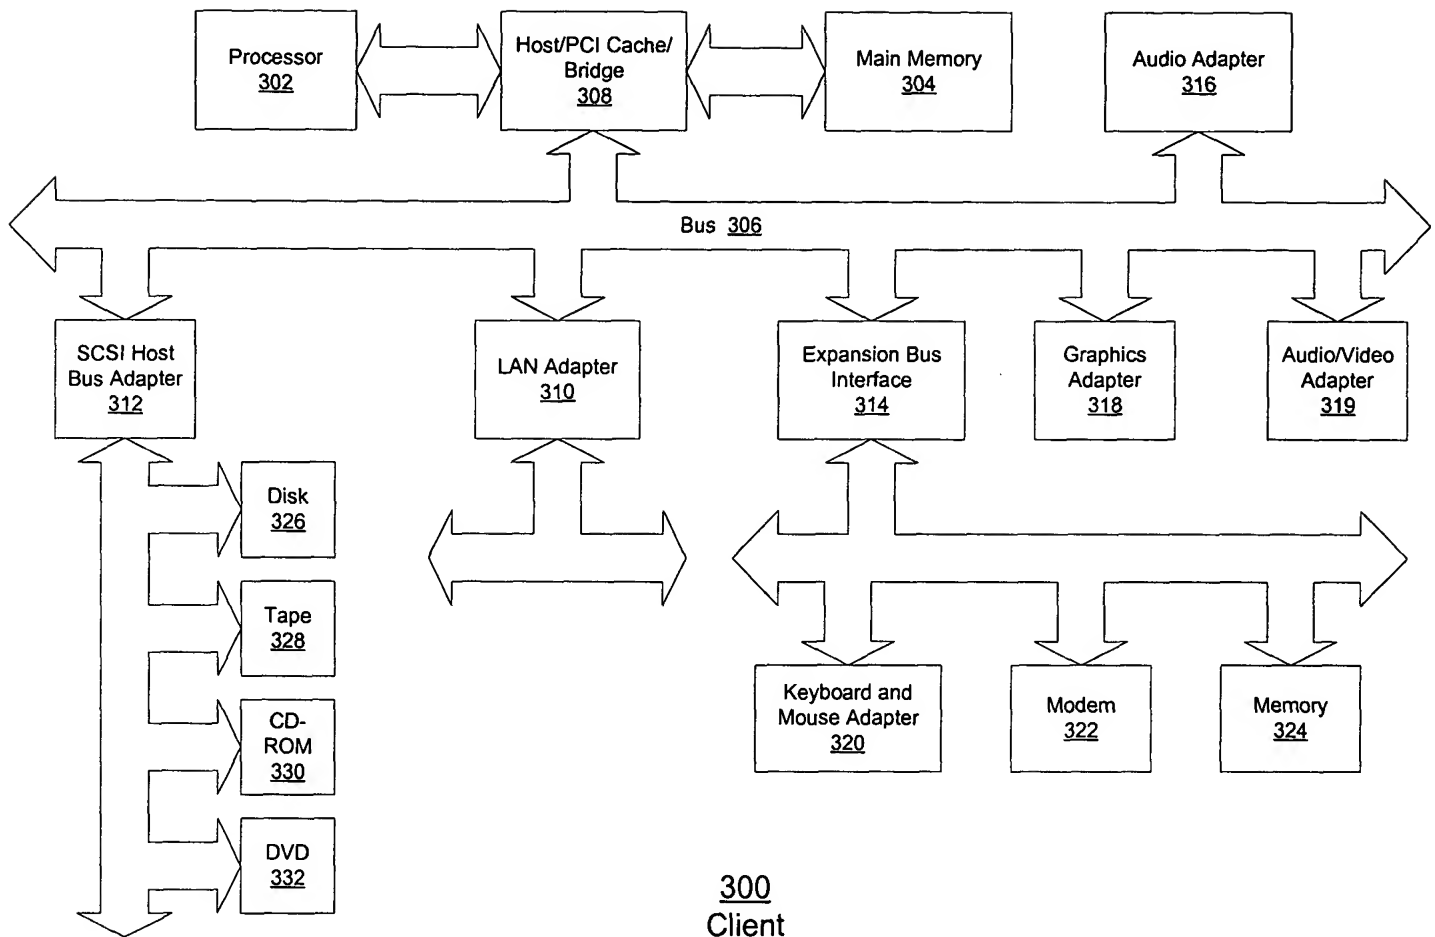 Processor
302
Host/PCI Cache/
Bridge
308
Main Memory
304
Audio Adapter
316
Bus 306
SCSI Host
Bus Adapter
312
LAN Adapter
310
Expansion Bus
Interface
314
Graphics
Adapter
318
Audio/Video
Adapter
319
Disk
326
Tape
328
CD-
ROM
330
DVD
332
Keyboard and
Mouse Adapter
320
Modem
322
Memory
324
300
Client